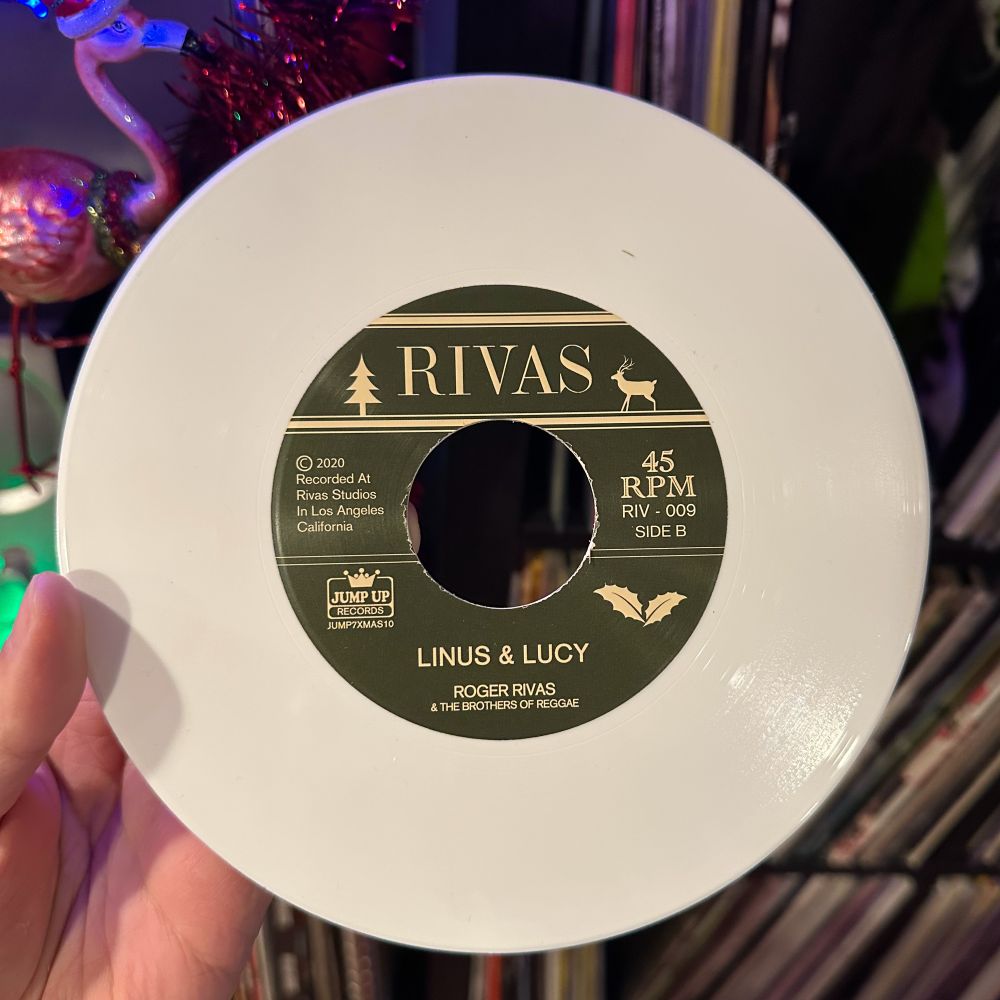 RIVAS
© 2020
Recorded At
Rivas Studios
In Los Angeles
California
45
RPM
RIV - 009
SIDE B
JUMP UP
RECORDS
JUMP7XMAS10
LINUS & LUCY
ROGER RIVAS
& THE BROTHERS OF REGGAE